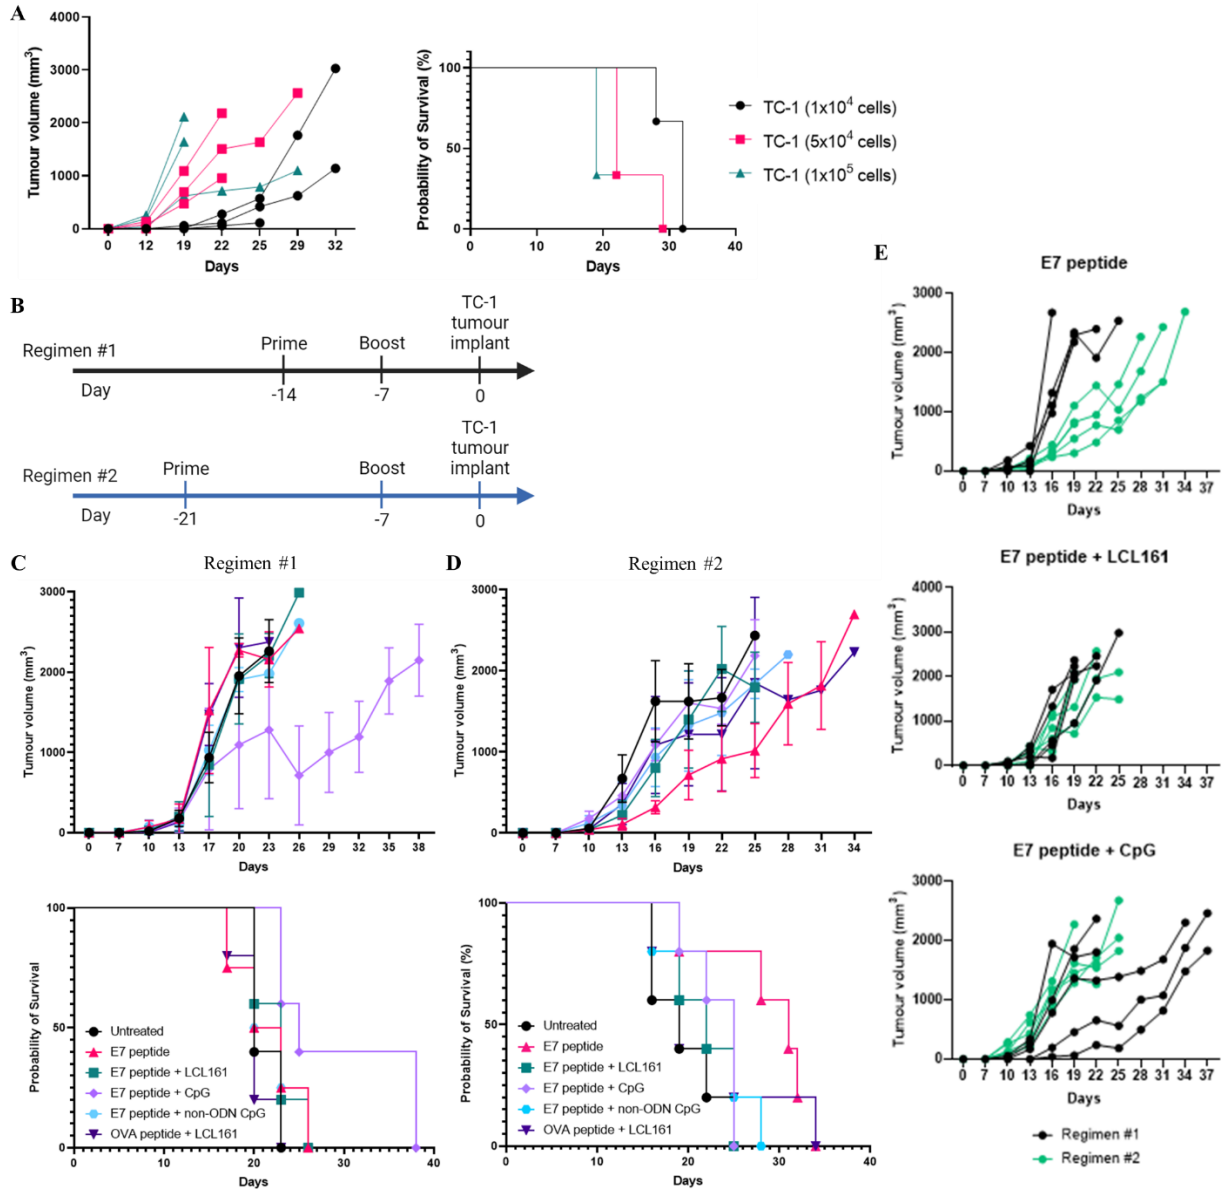 A
4000
3000
2000
1000
0
Tumour volume (mm³)
0 12 19 22 25 29 32
Days
100
50
0
Probability of Survival (%)
0 10 20 30 40
Days
TC-1 (1x10⁴ cells)
TC-1 (5x10⁴ cells)
TC-1 (1x10⁵ cells)
B
Regimen #1
Prime
Boost
TC-1
tumour
implant
Day
-14
-7
0
Regimen #2
Prime
Boost
TC-1
tumour
implant
Day
-21
-7
0
C
Regimen #1
3000
2000
1000
0
Tumour volume (mm³)
0 7 10 13 17 20 23 26 29 32 35 38
Days
100
50
0
Probability of Survival
Untreated
E7 peptide
E7 peptide + LCL161
E7 peptide + CpG
E7 peptide + non-ODN CpG
OVA peptide + LCL161
0 10 20 30 40
Days
D
Regimen #2
3000
2000
1000
0
Tumour volume (mm³)
0 7 10 13 16 19 22 25 28 31 34
Days
100
50
0
Probability of Survival (%)
Untreated
E7 peptide
E7 peptide + LCL161
E7 peptide + CpG
E7 peptide + non-ODN CpG
OVA peptide + LCL161
0 10 20 30 40
Days
E
E7 peptide
3000
2000
1000
0
Tumour volume (mm³)
0 7 10 13 16 19 22 25 28 31 34 37
Days
E7 peptide + LCL161
4000
3000
2000
1000
0
Tumour volume (mm³)
0 7 10 13 16 19 22 25 28 31 34 37
Days
E7 peptide + CpG
3000
2000
1000
0
Tumour volume (mm³)
0 7 10 13 16 19 22 25 28 31 34 37
Days
Regimen #1
Regimen #2